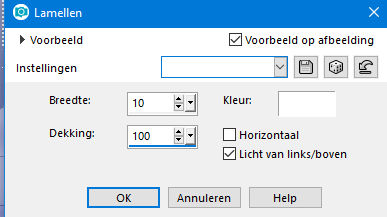 Lamellen
Voorbeeld
Voorbeeld op afbeelding
Instellingen
Breedte: 10 Kleur:
Dekking: 100 Horizontaal
Licht van links/boven
OK Annuleren Help